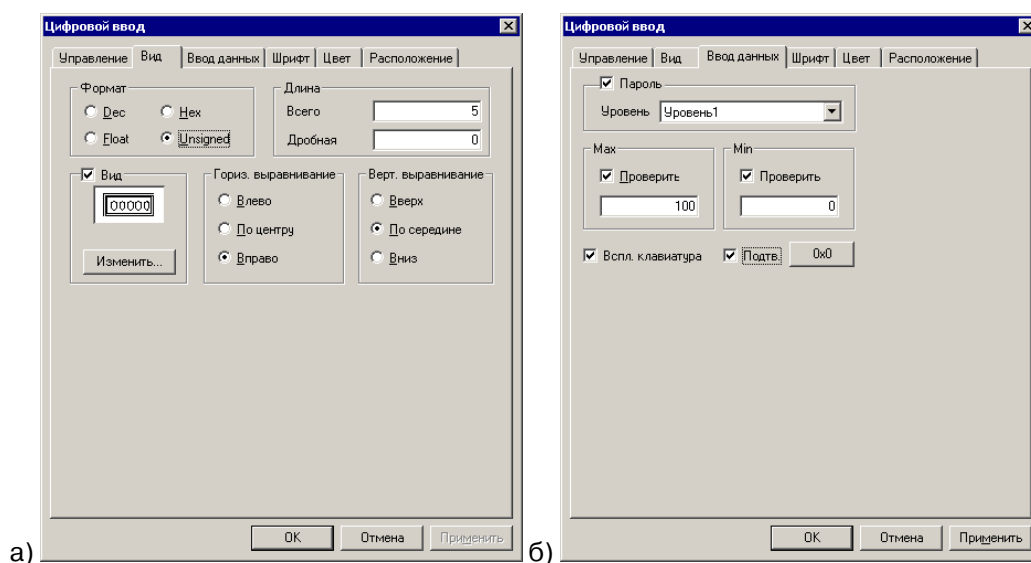 Цифровой ввод
Управление Вид Ввод данных Шрифт Цвет Расположение
Формат
Dec Hex
Float Unsigned
Длина
Всего 5
Дробная 0
Вид
00000
Изменить...
Гориз. выравнивание
Влево
По центру
Вправо
Верт. выравнивание
Вверх
По середине
Вниз
OK Отмена Применить
а)
Цифровой ввод
Управление Вид Ввод данных Шрифт Цвет Расположение
Пароль
Уровень Уровень1
Max
Проверить
100
Min
Проверить
0
Вспл. клавиатура Подтв. 0x0
OK Отмена Применить
б)